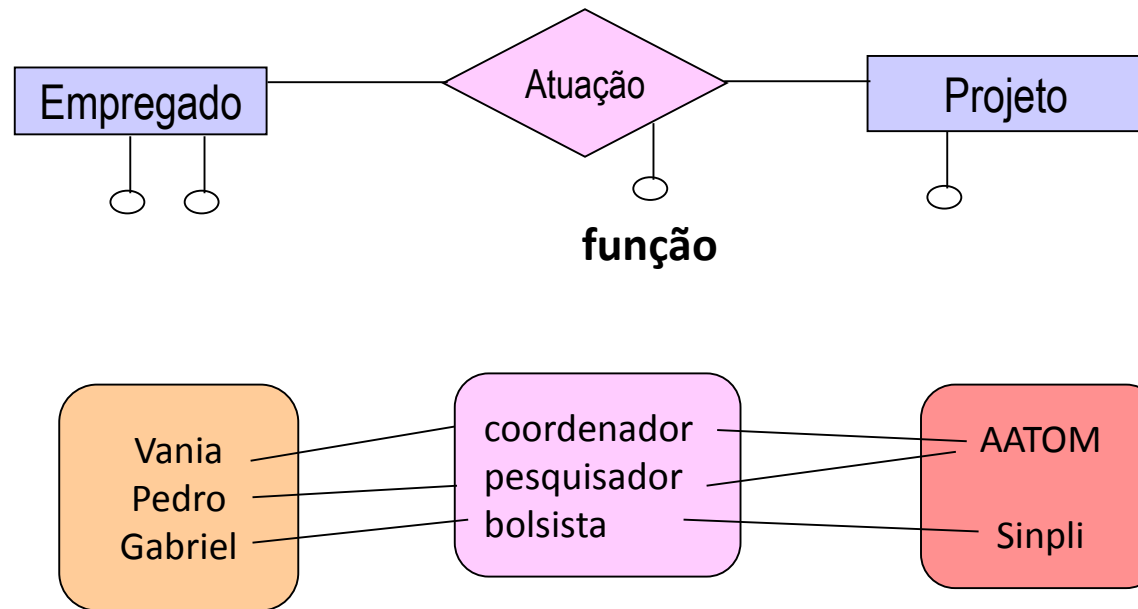 Empregado
Atuação
Projeto
função
Vania
Pedro
Gabriel
coordenador
pesquisador
bolsista
AATOM
Sinpli